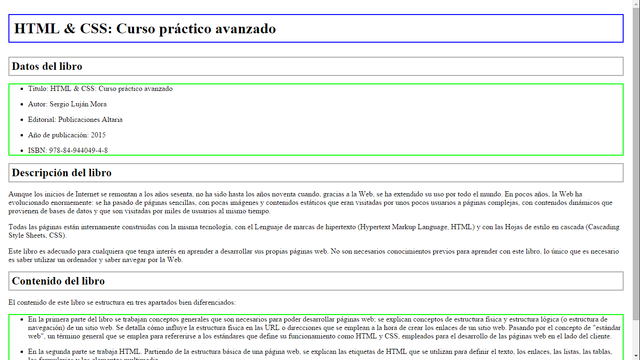 HTML & CSS: Curso práctico avanzado
Datos del libro
Título: HTML & CSS: Curso práctico avanzado
Autor: Sergio Luján Mora
Editorial: Publicaciones Altaria
Año de publicación: 2015
ISBN: 978-84-944049-4-8
Descripción del libro
Aunque los inicios de Internet se remontan a los años sesenta, no ha sido hasta los años noventa cuando, gracias a la Web, se ha extendido su uso por todo el mundo. En pocos años, la Web ha
evolucionado enormemente: se ha pasado de páginas sencillas, con pocas imágenes y contenidos estáticos que eran visitadas por unos pocos usuarios a páginas complejas, con contenidos dinámicos que
provienen de bases de datos y que son visitadas por miles de usuarios al mismo tiempo.
Todas las páginas están internamente construidas con la misma tecnología, con el Lenguaje de marcas de hipertexto (Hypertext Markup Language, HTML) y con las Hojas de estilo en cascada (Cascading
Style Sheets, CSS).
Este libro es adecuado para cualquiera que tenga interés en aprender a desarrollar sus propias páginas web. No son necesarios conocimientos previos para aprender con este libro, lo único que es necesario
es saber utilizar un ordenador y saber navegar por la Web.
Contenido del libro
El contenido de este libro se estructura en tres apartados bien diferenciados:
En la primera parte del libro se trabajan conceptos generales que son necesarios para poder desarrollar páginas web; se explican conceptos de estructura física y estructura lógica (o estructura de
navegación) de un sitio web. Se detalla cómo influye la estructura física en las URL o direcciones que se emplean a la hora de crear los enlaces de un sitio web. Pasando por el concepto de "estándar
web", un término general que se emplea para referirse a los estándares que define su funcionamiento como HTML y CSS, empleados para el desarrollo de las páginas web en el lado del cliente.
En la segunda parte se trabaja HTML. Partiendo de la estructura básica de una página web, se explican las etiquetas de HTML que se utilizan para definir el texto, los enlaces, las listas, las tablas,